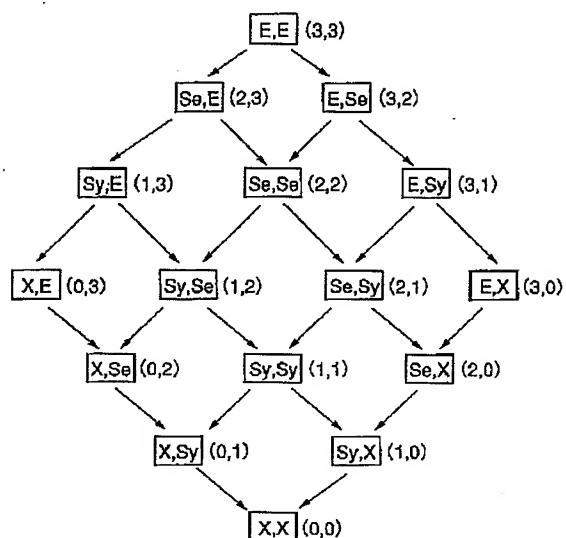 E,E (3,3)
Se,E (2,3) E,Se (3,2)
Sy,E (1,3) Se,Se (2,2) E,Sy (3,1)
X,E (0,3) Sy,Se (1,2) Se,Sy (2,1) E,X (3,0)
X,Se (0,2) Sy,Sy (1,1) Se,X (2,0)
X,Sy (0,1) Sy,X (1,0)
X,X (0,0)